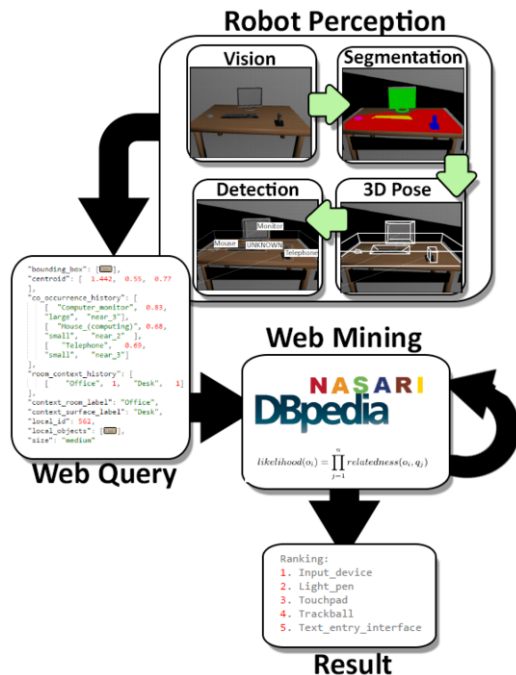 Robot Perception
Vision
Segmentation
Detection
3D Pose
Monitor
Mouse
UNKNOWN
Telephone
"bounding_box": [
],
"centroid": [ 1.442, 0.55, 0.77
],
"co_occurrence_history": [
[ "Computer_monitor", 0.83,
"large", "near_3"],
[ "Mouse_(computing)", 0.68,
"small", "near_2" ],
[ "Telephone", 0.69,
"small", "near_3"]
],
"room_context_history": [
[ "Office", 1, "Desk", 1]
],
"context_room_label": "Office",
"context_surface_label": "Desk",
"local_id": 562,
"local_objects": [ ],
"size": "medium"
Web Query
Web Mining
NASARI
DBpedia
likelihood(o_i) = ∏_{j=1}^{n} relatedness(o_i, q_j)
Ranking:
1. Input_device
2. Light_pen
3. Touchpad
4. Trackball
5. Text_entry_interface
Result